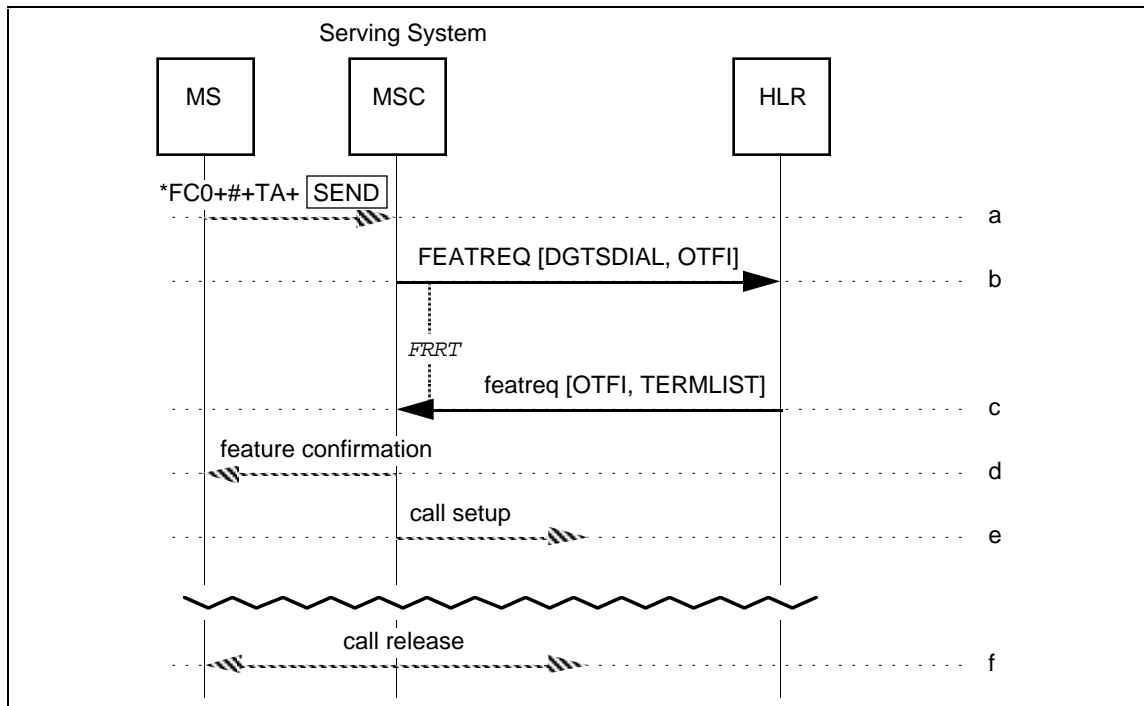 Serving System
MS
MSC
HLR
*FC0+#+TA+ SEND
a
FEATREQ [DGTSDIAL, OTFI]
b
FRRT
featreq [OTFI, TERMLIST]
c
feature confirmation
d
call setup
e
call release
f